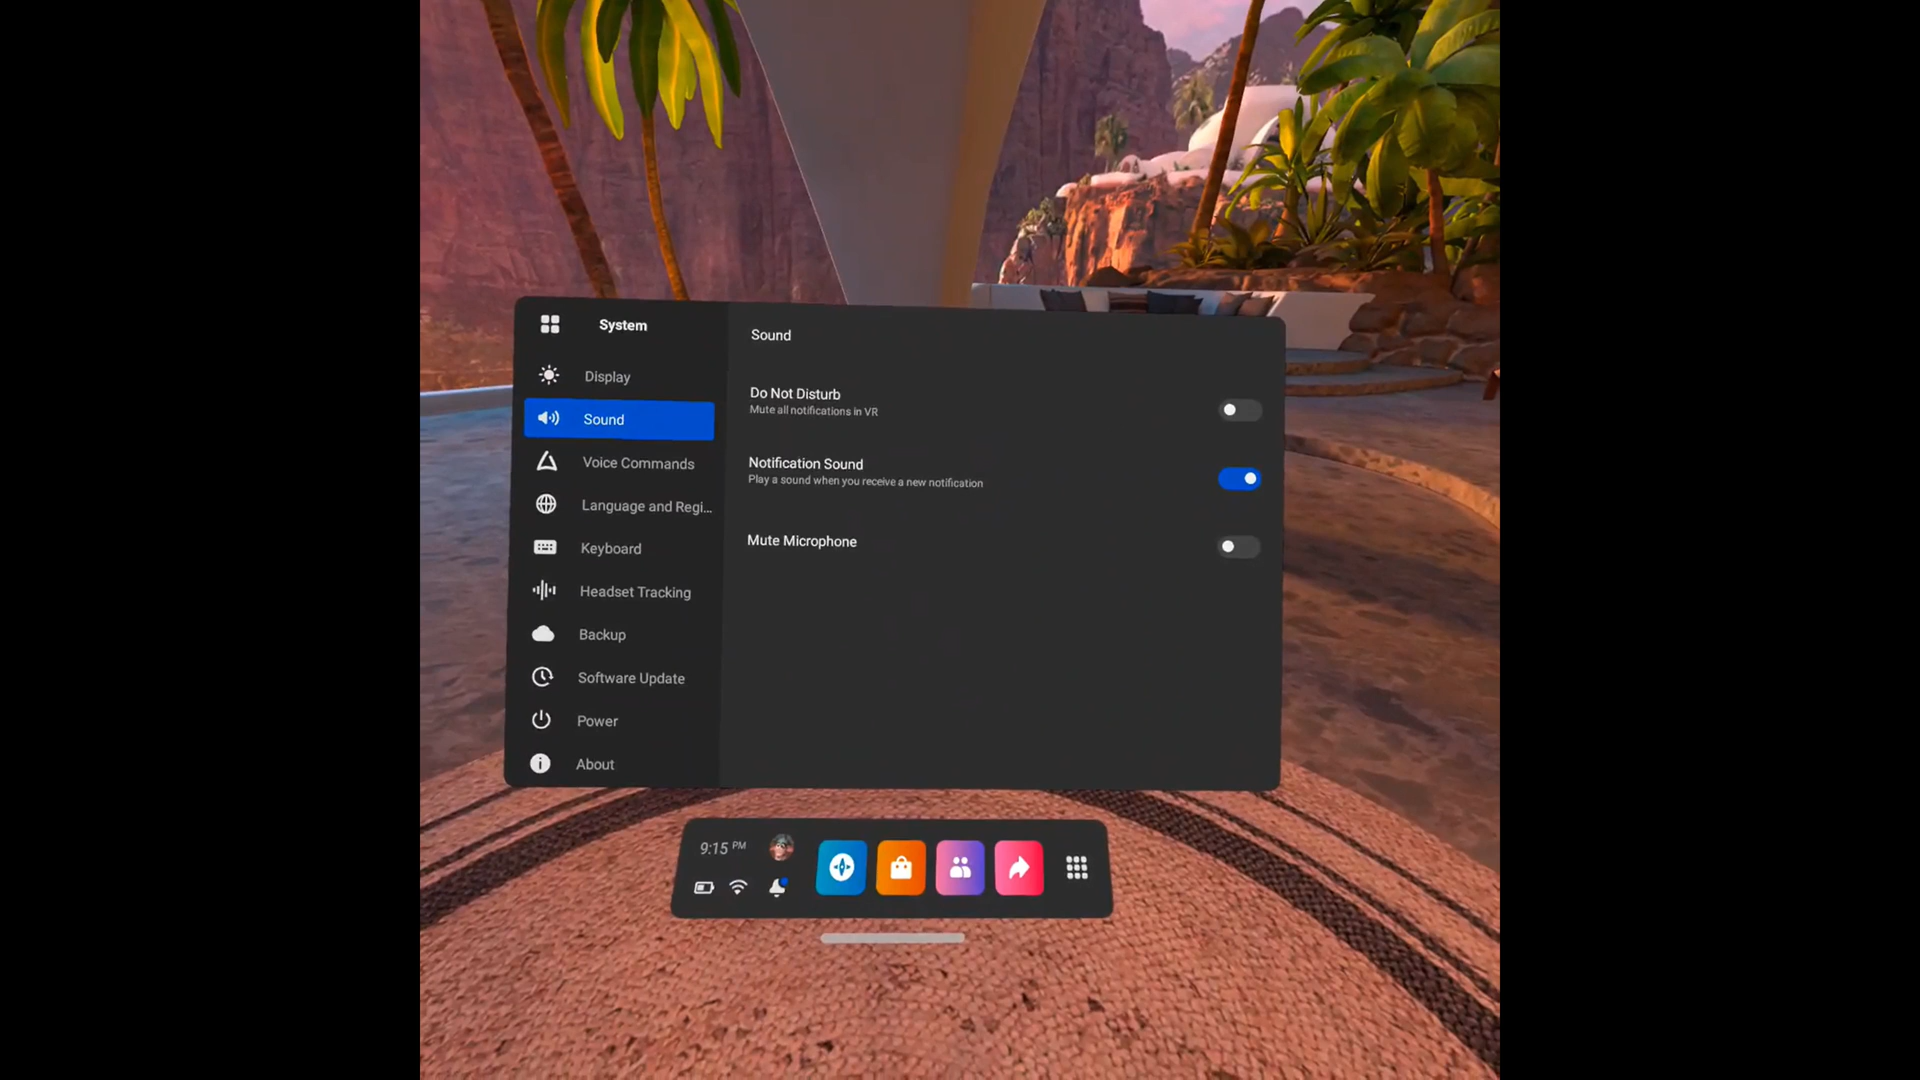 System
Display
Sound
Voice Commands
Language and Regi...
Keyboard
Headset Tracking
Backup
Software Update
Power
About
Sound
Do Not Disturb
Mute all notifications in VR
Notification Sound
Play a sound when you receive a new notification
Mute Microphone
9:15 PM